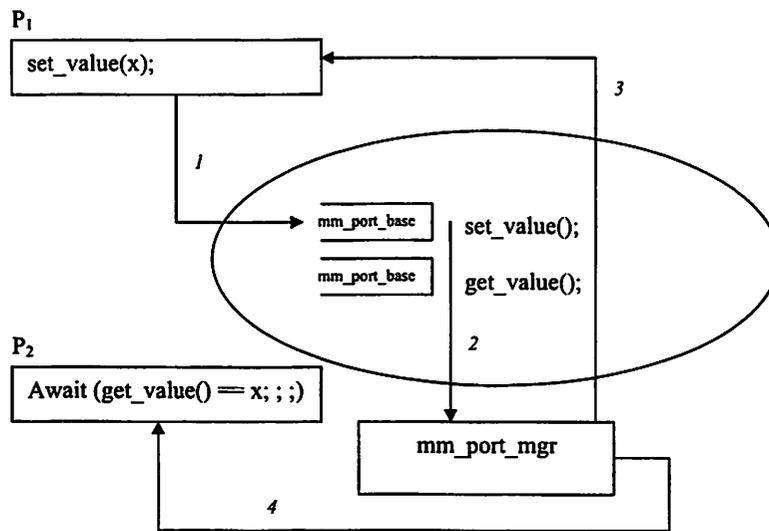 P1
set_value(x);
3
1
mm_port_base
set_value();
mm_port_base
get_value();
2
P2
Await (get_value() == x; ; ;)
mm_port_mgr
4